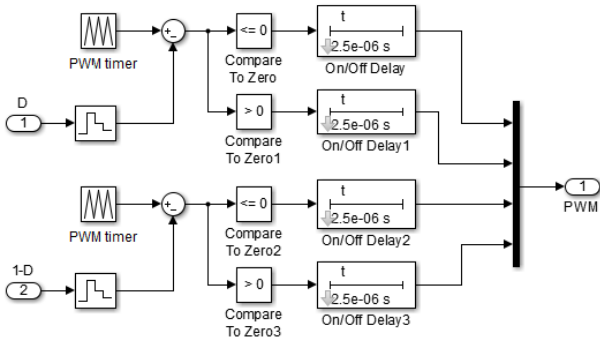 PWM timer
+
-
<= 0
Compare
To Zero
t
2.5e-06 s
On/Off Delay
D
1
> 0
Compare
To Zero1
t
2.5e-06 s
On/Off Delay1
PWM timer
+
-
<= 0
Compare
To Zero2
t
2.5e-06 s
On/Off Delay2
1
PWM
1-D
2
> 0
Compare
To Zero3
t
2.5e-06 s
On/Off Delay3